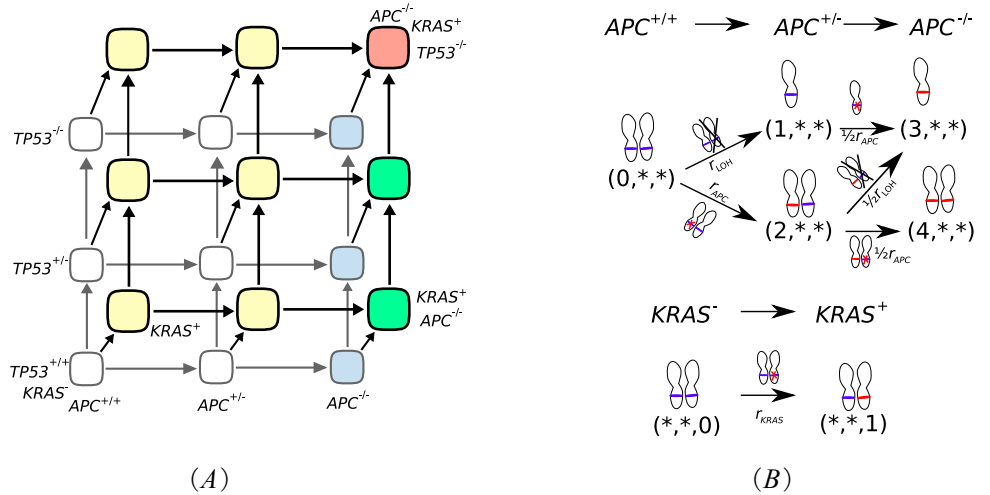 APC-/-
KRAS+
TP53-/-
TP53-/-
TP53+/-
KRAS+
KRAS+
APC-/-
TP53+/+
KRAS-
APC+/+
APC+/-
APC-/-
(A)
APC+/+ APC+/- APC-/-
(1,*,*) ½rAPC (3,*,*)
(0,*,*) rLOH
rAPC
½rLOH
(2,*,*) (4,*,*)
½rAPC
KRAS- KRAS+
(*,*,0) rKRAS (*,*,1)
(B)